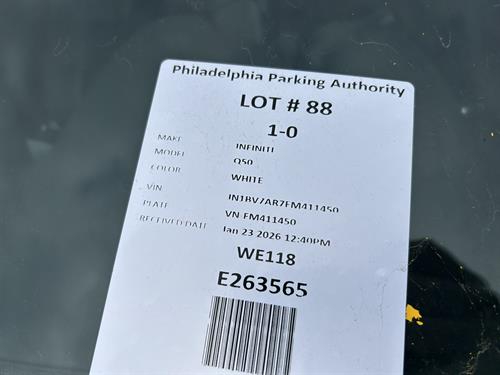 Philadelphia Parking Authority
LOT # 88
1-0
MAKE INFINITI
MODEL Q50
COLOR WHITE
VIN JN1BV7AR7FM411450
PLATE VN-FM411450
RECEIVED DATE Jan 23 2026 12:40PM
WE118
E263565